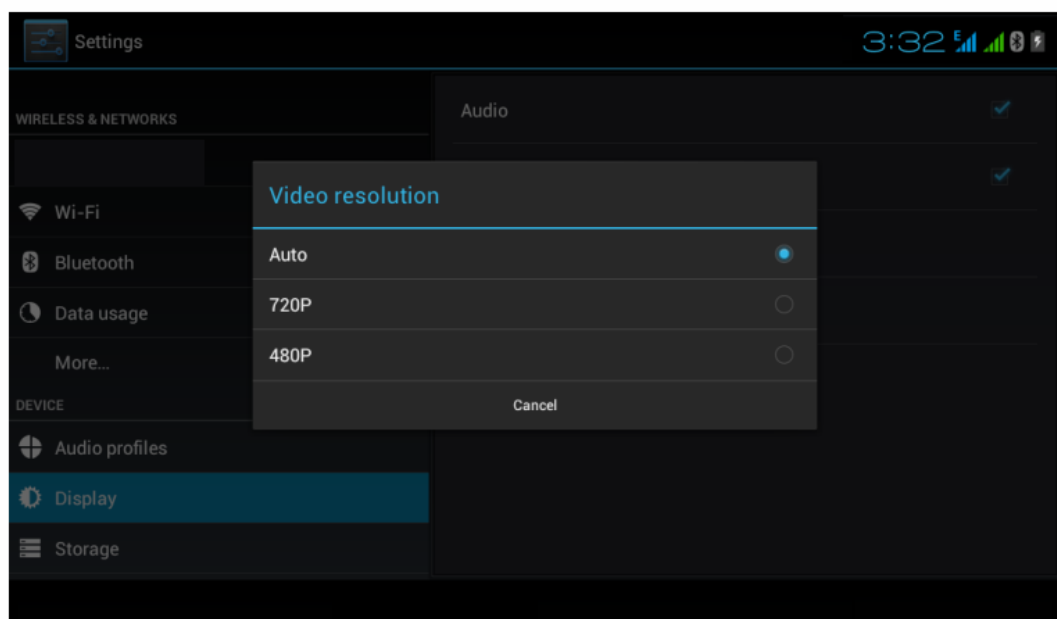 Settings
3:32
E
WIRELESS & NETWORKS
Audio
Wi-Fi
Bluetooth
Data usage
More...
DEVICE
Audio profiles
Display
Storage
Video resolution
Auto
720P
480P
Cancel